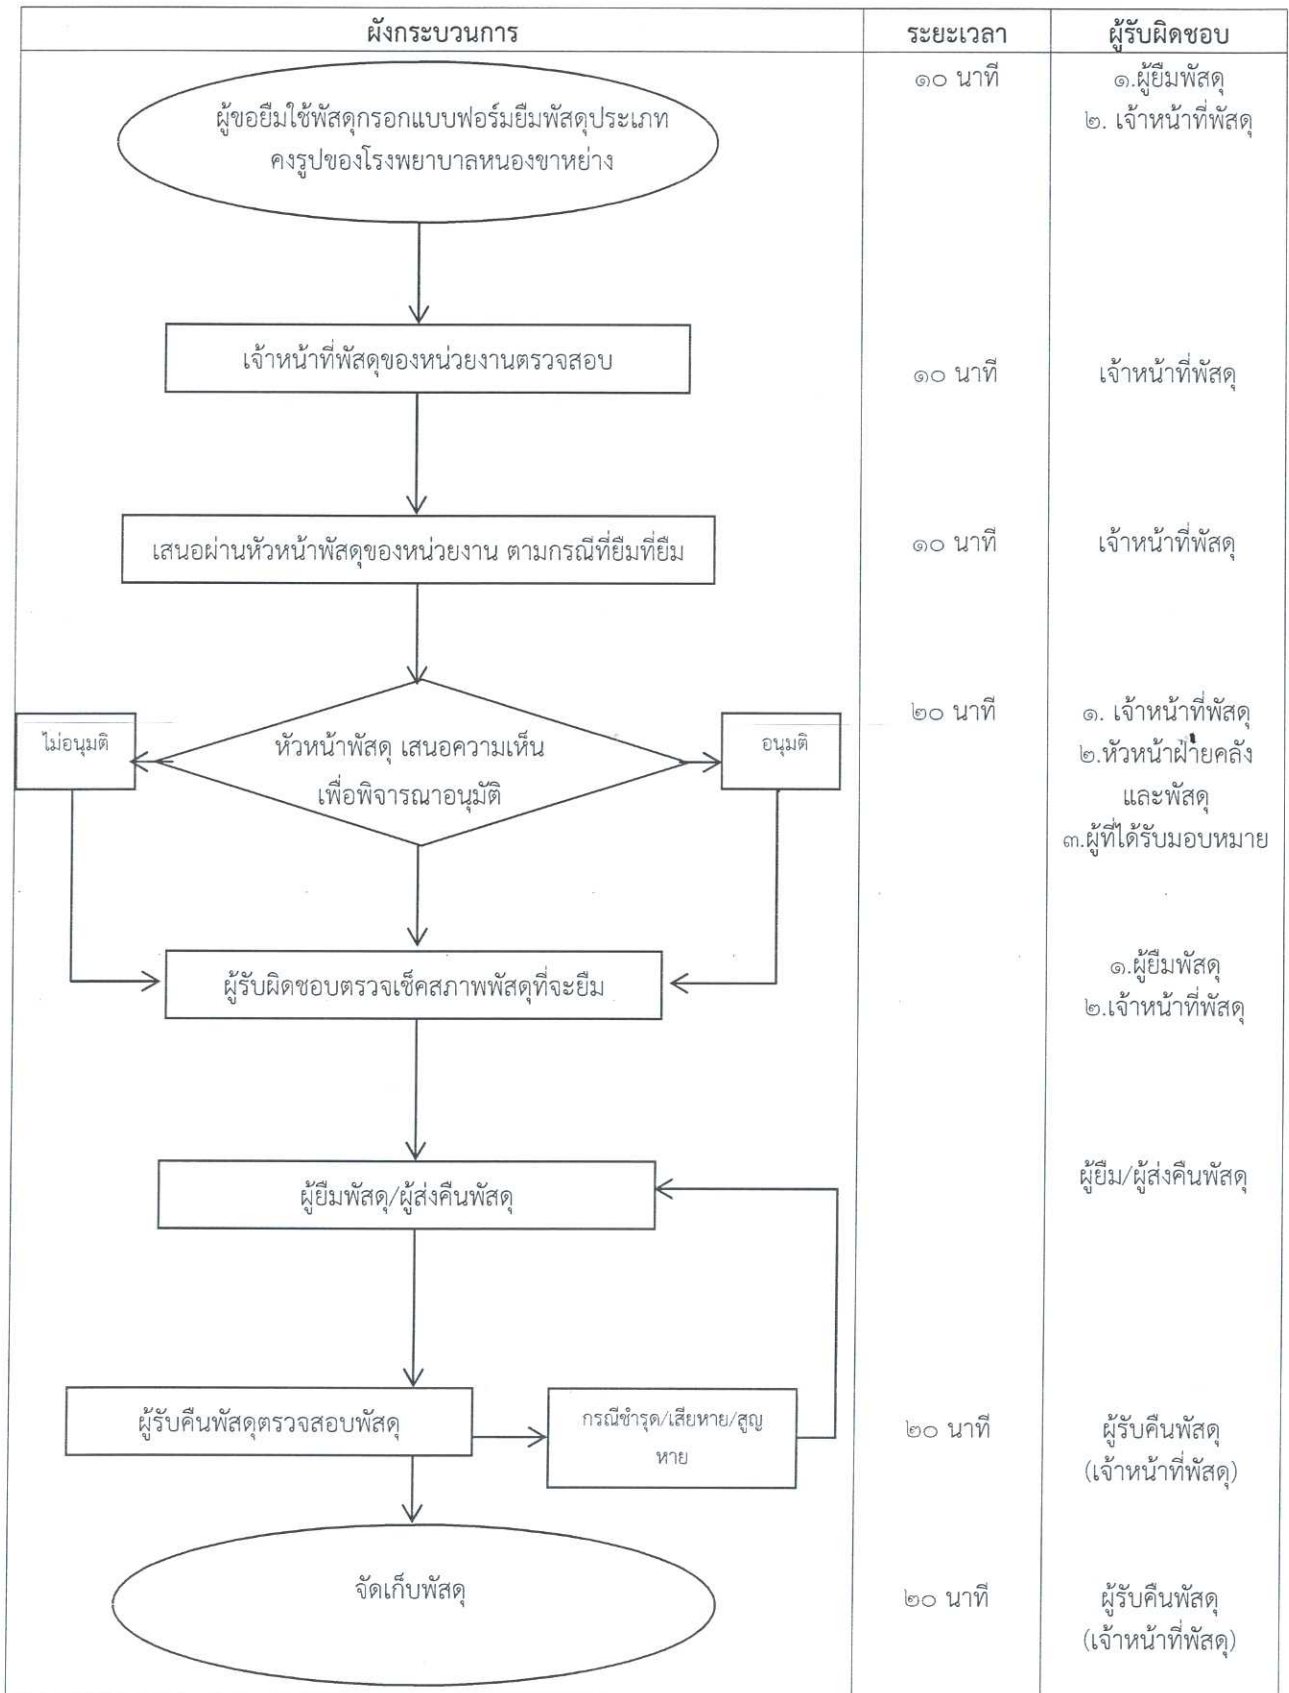 ผังกระบวนการ ระยะเวลา ผู้รับผิดชอบ
ผู้ขอยืมใช้พัสดุกรอกแบบฟอร์มยืมพัสดุประเภท
คงรูปของโรงพยาบาลหนองขาหย่าง
๑๐ นาที
๑.ผู้ยืมพัสดุ
๒. เจ้าหน้าที่พัสดุ
เจ้าหน้าที่พัสดุของหน่วยงานตรวจสอบ
๑๐ นาที
เจ้าหน้าที่พัสดุ
เสนอผ่านหัวหน้าพัสดุของหน่วยงาน ตามกรณีที่ยืมที่ยืม
๑๐ นาที
เจ้าหน้าที่พัสดุ
ไม่อนุมติ
หัวหน้าพัสดุ เสนอความเห็น
เพื่อพิจารณาอนุมัติ
อนุมติ
๒๐ นาที
๑. เจ้าหน้าที่พัสดุ
๒.หัวหน้าฝ่ายคลัง
และพัสดุ
๓.ผู้ที่ได้รับมอบหมาย
ผู้รับผิดชอบตรวจเช็คสภาพพัสดุที่จะยืม
๑.ผู้ยืมพัสดุ
๒.เจ้าหน้าที่พัสดุ
ผู้ยืมพัสดุ/ผู้ส่งคืนพัสดุ
ผู้ยืม/ผู้ส่งคืนพัสดุ
ผู้รับคืนพัสดุตรวจสอบพัสดุ
กรณีชำรุด/เสียหาย/สูญ
หาย
๒๐ นาที
ผู้รับคืนพัสดุ
(เจ้าหน้าที่พัสดุ)
จัดเก็บพัสดุ
๒๐ นาที
ผู้รับคืนพัสดุ
(เจ้าหน้าที่พัสดุ)